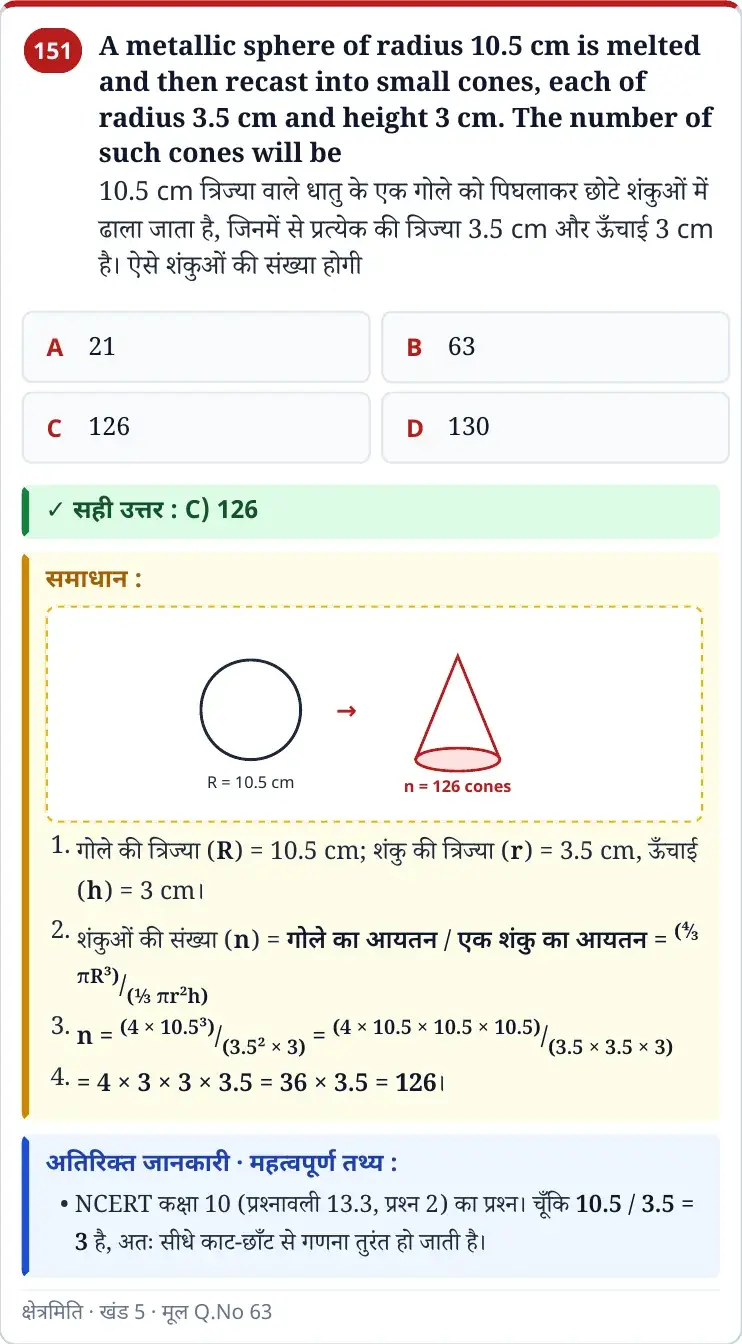 151 A metallic sphere of radius 10.5 cm is melted
and then recast into small cones, each of
radius 3.5 cm and height 3 cm. The number of
such cones will be
10.5 cm त्रिज्या वाले धातु के एक गोले को पिघलाकर छोटे शंकुओं में
ढाला जाता है, जिनमें से प्रत्येक की त्रिज्या 3.5 cm और ऊँचाई 3 cm
है। ऐसे शंकुओं की संख्या होगी
A 21
B 63
C 126
D 130
✓ सही उत्तर : C) 126
समाधान :
→
R = 10.5 cm
n = 126 cones
1. गोले की त्रिज्या (R) = 10.5 cm; शंकु की त्रिज्या (r) = 3.5 cm, ऊँचाई
(h) = 3 cm।
2. शंकुओं की संख्या (n) = गोले का आयतन / एक शंकु का आयतन = (⁴⁄₃
πR³)/(⅓ πr²h)
3. n = (4 × 10.5³)/(3.5² × 3) = (4 × 10.5 × 10.5 × 10.5)/(3.5 × 3.5 × 3)
4. = 4 × 3 × 3 × 3.5 = 36 × 3.5 = 126।
अतिरिक्त जानकारी · महत्वपूर्ण तथ्य :
• NCERT कक्षा 10 (प्रश्नावली 13.3, प्रश्न 2) का प्रश्न। चूँकि 10.5 / 3.5 =
3 है, अतः सीधे काट-छाँट से गणना तुरंत हो जाती है।
क्षेत्रमिति · खंड 5 · मूल Q.No 63